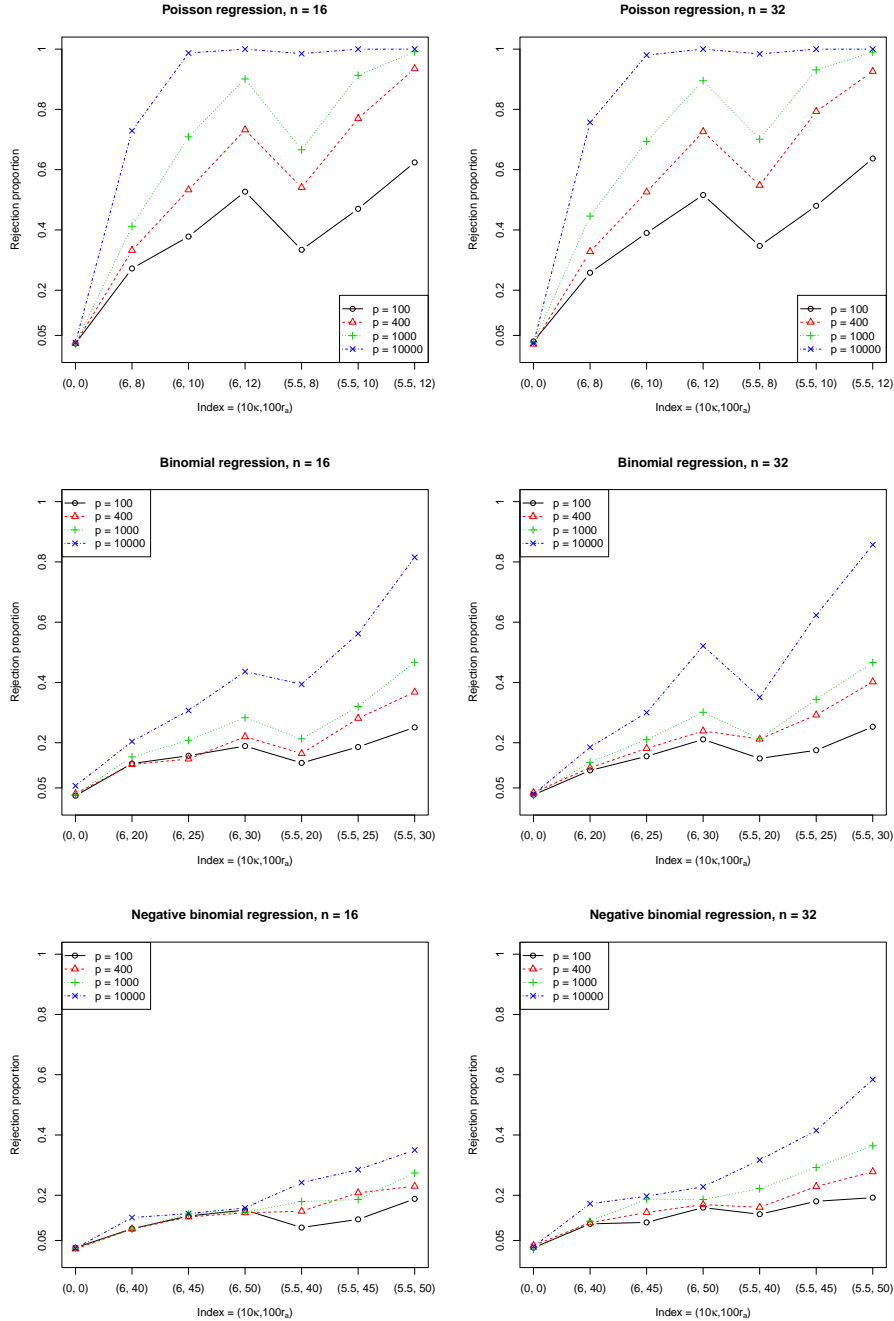 Poisson regression, n = 16
Rejection proportion
1
0.8
0.6
0.4
0.2
0.05
p = 100
p = 400
p = 1000
p = 10000
(0, 0) (6, 8) (6, 10) (6, 12) (5.5, 8) (5.5, 10) (5.5, 12)
Index = (10κ,100rₐ)
Poisson regression, n = 32
Rejection proportion
1
0.8
0.6
0.4
0.2
0.05
p = 100
p = 400
p = 1000
p = 10000
(0, 0) (6, 8) (6, 10) (6, 12) (5.5, 8) (5.5, 10) (5.5, 12)
Index = (10κ,100rₐ)
Binomial regression, n = 16
Rejection proportion
1
0.8
0.6
0.4
0.2
0.05
p = 100
p = 400
p = 1000
p = 10000
(0, 0) (6, 20) (6, 25) (6, 30) (5.5, 20) (5.5, 25) (5.5, 30)
Index = (10κ,100rₐ)
Binomial regression, n = 32
Rejection proportion
1
0.8
0.6
0.4
0.2
0.05
p = 100
p = 400
p = 1000
p = 10000
(0, 0) (6, 20) (6, 25) (6, 30) (5.5, 20) (5.5, 25) (5.5, 30)
Index = (10κ,100rₐ)
Negative binomial regression, n = 16
Rejection proportion
1
0.8
0.6
0.4
0.2
0.05
p = 100
p = 400
p = 1000
p = 10000
(0, 0) (6, 40) (6, 45) (6, 50) (5.5, 40) (5.5, 45) (5.5, 50)
Index = (10κ,100rₐ)
Negative binomial regression, n = 32
Rejection proportion
1
0.8
0.6
0.4
0.2
0.05
p = 100
p = 400
p = 1000
p = 10000
(0, 0) (6, 40) (6, 45) (6, 50) (5.5, 40) (5.5, 45) (5.5, 50)
Index = (10κ,100rₐ)